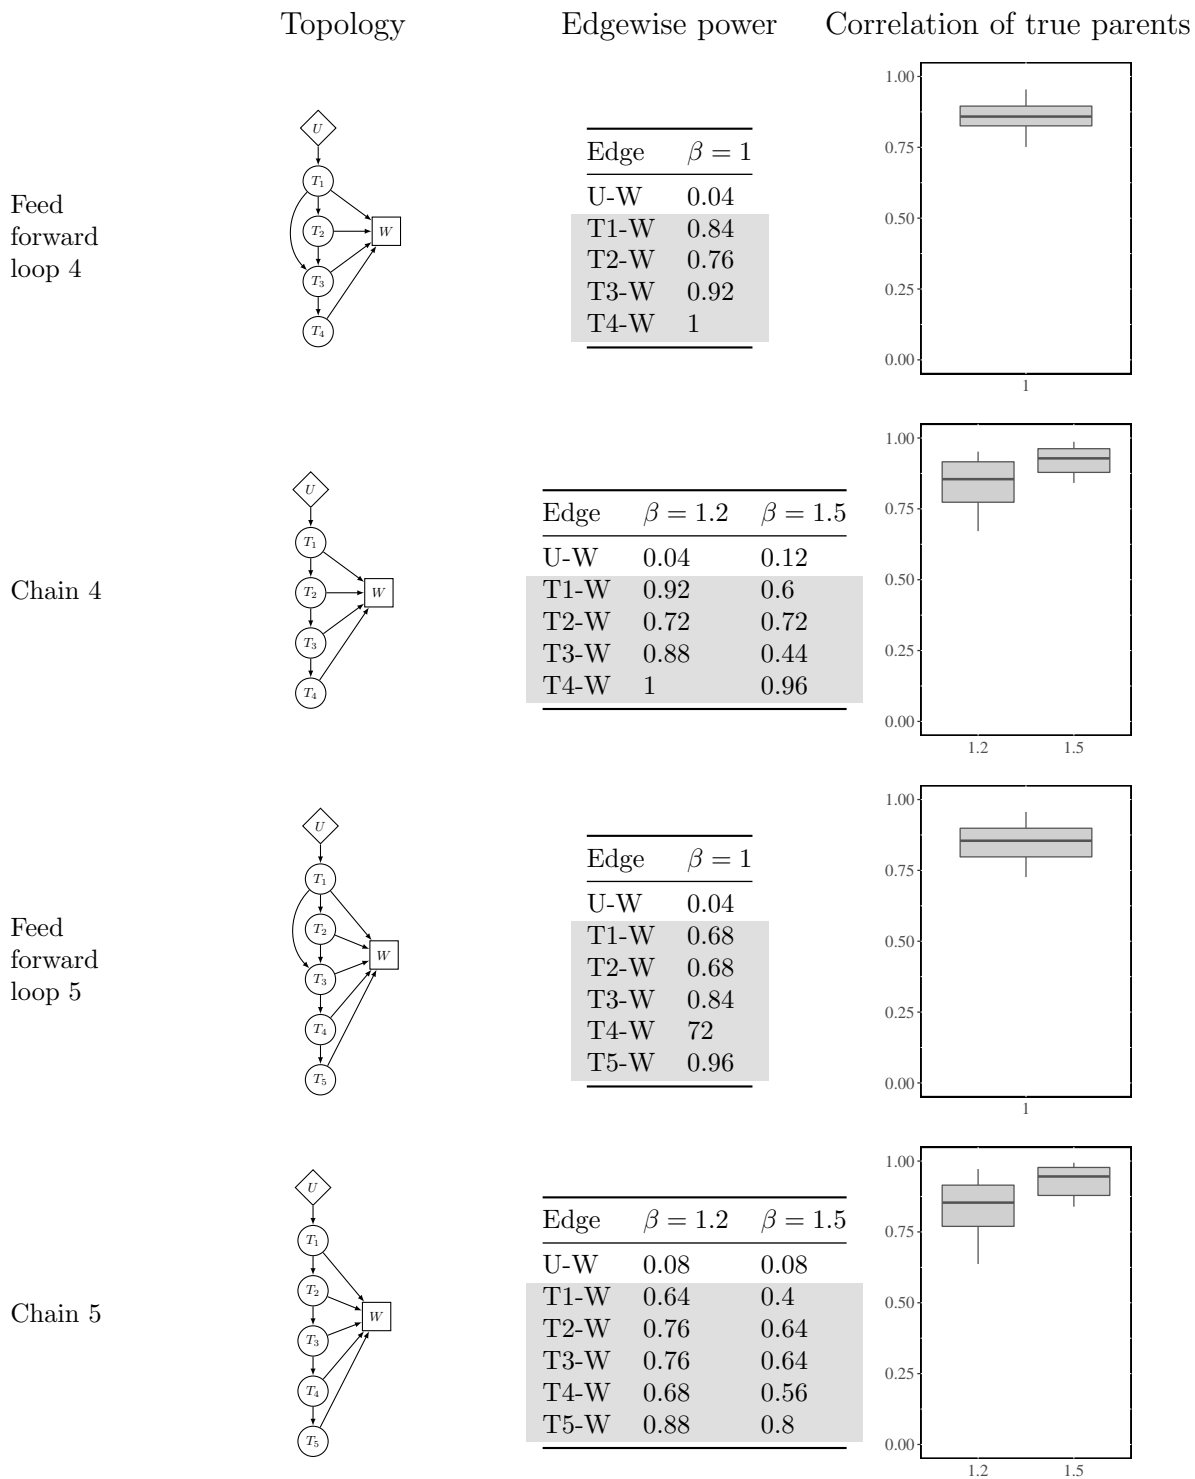 Topology Edgewise power Correlation of true parents
Feed
forward
loop 4
U
T1
T2
T3
T4
W
Edge β = 1
U-W 0.04
T1-W 0.84
T2-W 0.76
T3-W 0.92
T4-W 1
1.00
0.75
0.50
0.25
0.00
1
Chain 4
U
T1
T2
T3
T4
W
Edge β = 1.2 β = 1.5
U-W 0.04 0.12
T1-W 0.92 0.6
T2-W 0.72 0.72
T3-W 0.88 0.44
T4-W 1 0.96
1.00
0.75
0.50
0.25
0.00
1.2 1.5
Feed
forward
loop 5
U
T1
T2
T3
T4
T5
W
Edge β = 1
U-W 0.04
T1-W 0.68
T2-W 0.68
T3-W 0.84
T4-W 72
T5-W 0.96
1.00
0.75
0.50
0.25
0.00
1
Chain 5
U
T1
T2
T3
T4
T5
W
Edge β = 1.2 β = 1.5
U-W 0.08 0.08
T1-W 0.64 0.4
T2-W 0.76 0.64
T3-W 0.76 0.64
T4-W 0.68 0.56
T5-W 0.88 0.8
1.00
0.75
0.50
0.25
0.00
1.2 1.5